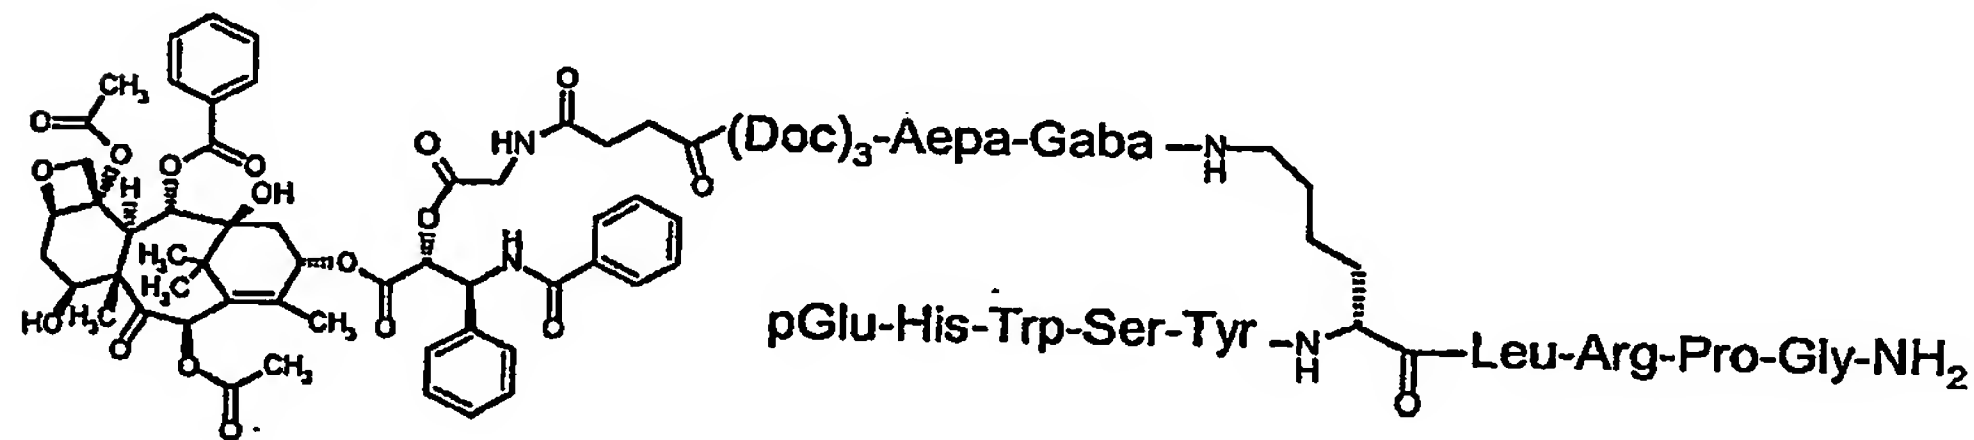 CH₃
O
O
O
O
O
HN
O
O
(Doc)₃-Aepa-Gaba
N
H
O
H
OH
O
O
O
H₃C
H₃C
O
H
N
HO
H₃C
O
CH₃
O
O
pGlu-His-Trp-Ser-Tyr
N
H
Leu-Arg-Pro-Gly-NH₂
O
CH₃
O
O